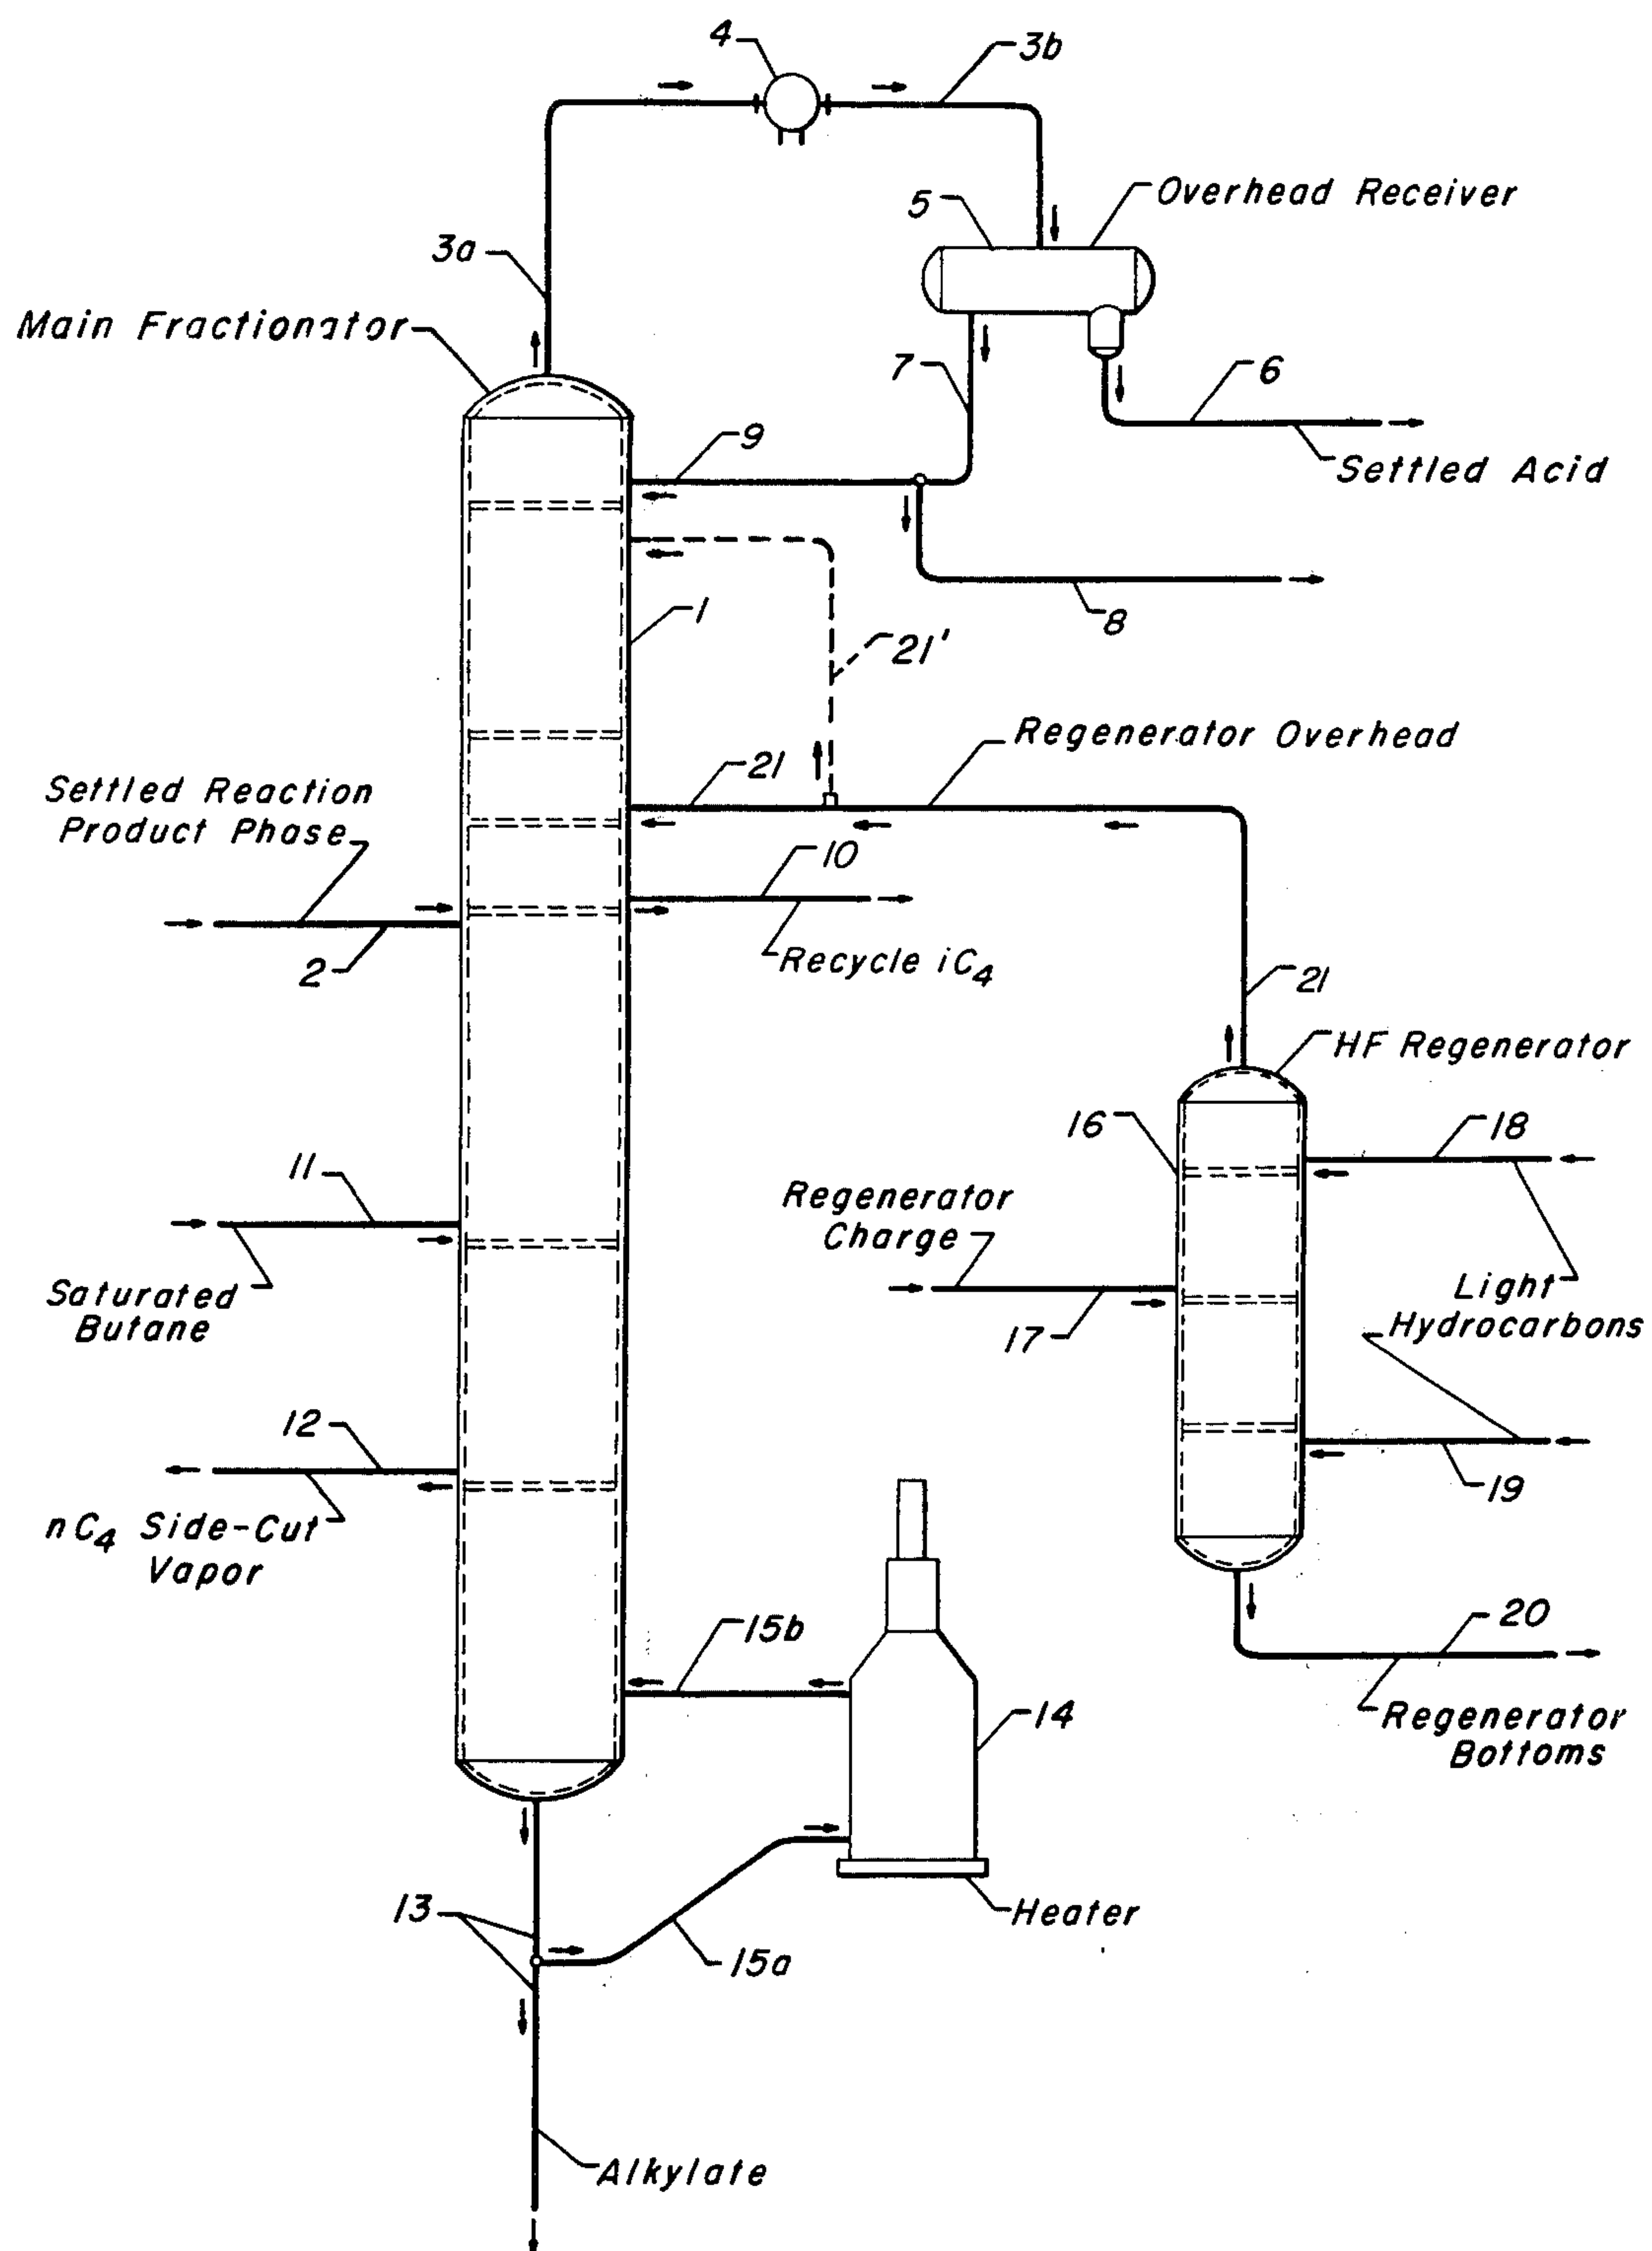 4
3b
5
Overhead Receiver
3a
Main Fractionator
7
6
9
Settled Acid
1
8
21'
Regenerator Overhead
21
Settled Reaction
Product Phase
10
2
Recycle iC4
21
HF Regenerator
16
18
11
Regenerator
Charge
Saturated
Butane
Light
Hydrocarbons
17
12
19
nC4 Side-Cut
Vapor
15b
20
14
Regenerator
Bottoms
13
Heater
15a
Alkylate